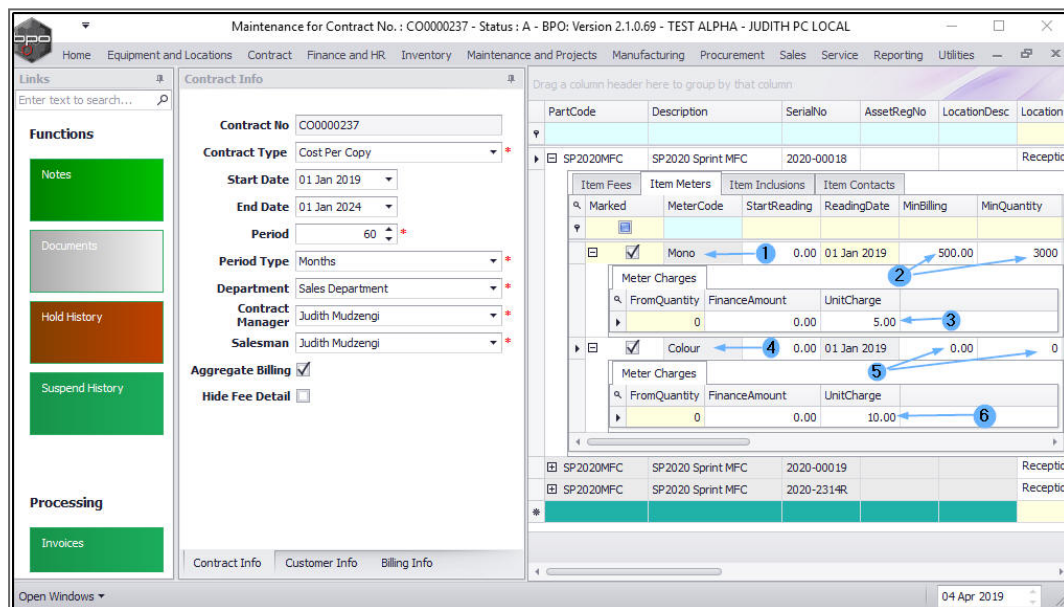 Maintenance for Contract No. : CO0000237 - Status : A - BPO: Version 2.1.0.69 - TEST ALPHA - JUDITH PC LOCAL
bpo
Home Equipment and Locations Contract Finance and HR Inventory Maintenance and Projects Manufacturing Procurement Sales Service Reporting Utilities
Links
Enter text to search...
Functions
Notes
Documents
Hold History
Suspend History
Processing
Invoices
Contract Info
Contract No CO0000237
Contract Type Cost Per Copy *
Start Date 01 Jan 2019
End Date 01 Jan 2024
Period 60 *
Period Type Months *
Department Sales Department *
Contract Manager Judith Mudzengi *
Salesman Judith Mudzengi *
Aggregate Billing
Hide Fee Detail
Contract Info Customer Info Billing Info
Drag a column header here to group by that column
PartCode Description SerialNo AssetRegNo LocationDesc Location
SP2020MFC SP2020 Sprint MFC 2020-00018 Receptic
Item Fees Item Meters Item Inclusions Item Contacts
Marked MeterCode StartReading ReadingDate MinBilling MinQuantity
Mono 1 0.00 01 Jan 2019 500.00 3000
2
Meter Charges
FromQuantity FinanceAmount UnitCharge
0 0.00 5.00 3
Colour 4 0.00 01 Jan 2019 0.00 0
5
Meter Charges
FromQuantity FinanceAmount UnitCharge
0 0.00 10.00 6
SP2020MFC SP2020 Sprint MFC 2020-00019 Receptic
SP2020MFC SP2020 Sprint MFC 2020-2314R Receptic
Open Windows 04 Apr 2019